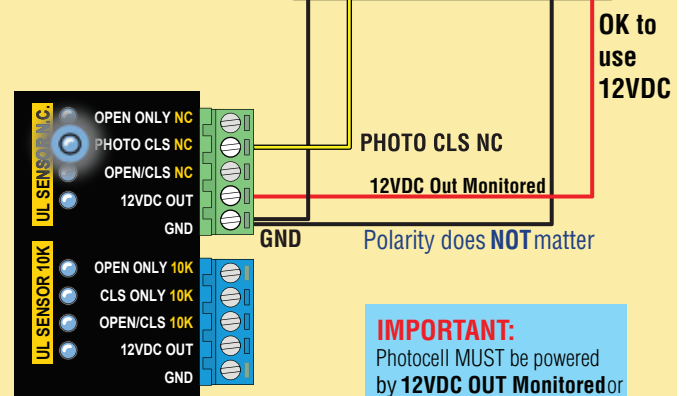 OK to
use
12VDC
UL SENSOR N.C.
OPEN ONLY NC
PHOTO CLS NC
OPEN/CLS NC
12VDC OUT
GND
PHOTO CLS NC
12VDC Out Monitored
GND
Polarity does NOT matter
UL SENSOR 10K
OPEN ONLY 10K
CLS ONLY 10K
OPEN/CLS 10K
12VDC OUT
GND
IMPORTANT:
Photocell MUST be powered
by 12VDC OUT Monitored or